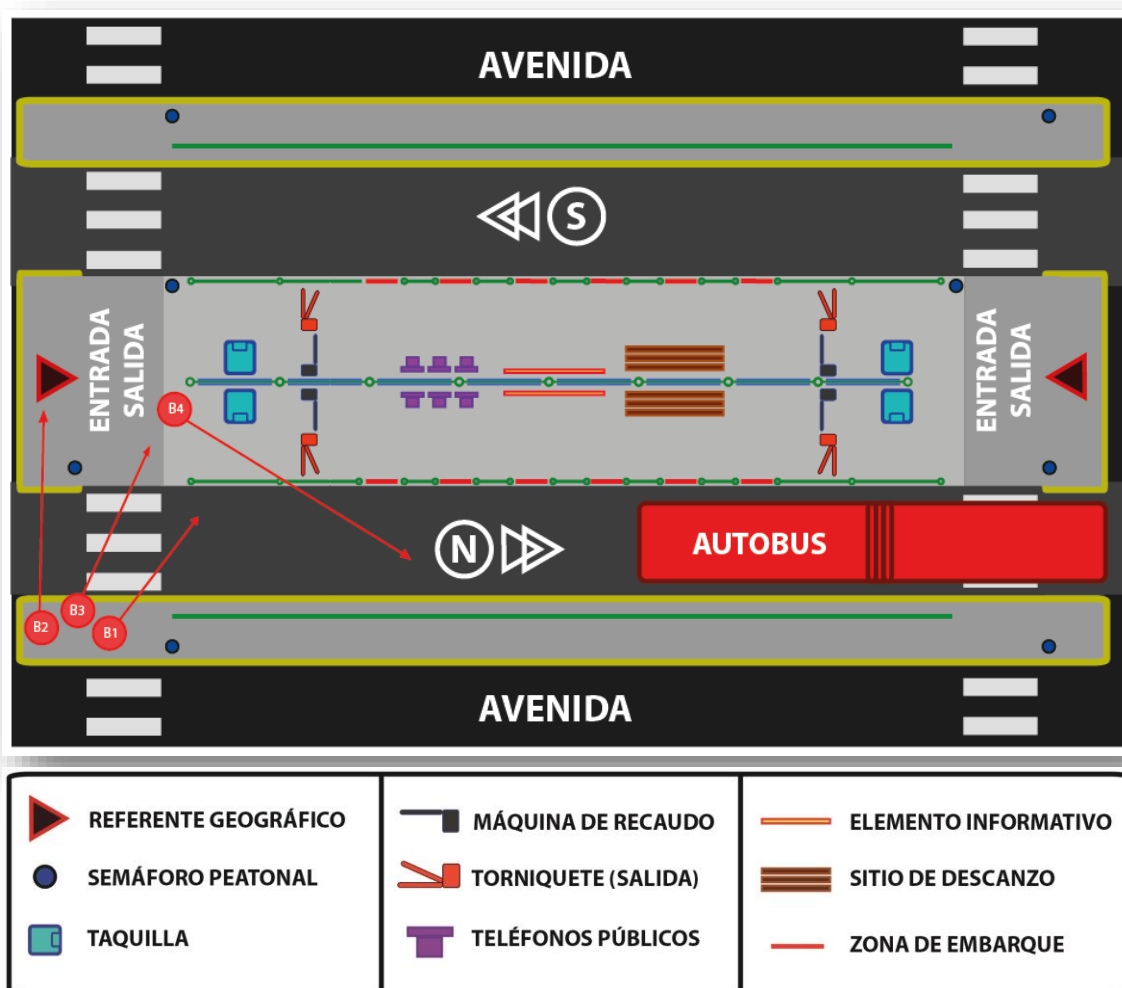 AVENIDA
S
ENTRADA
SALIDA
B4
ENTRADA
SALIDA
N
AUTOBUS
B3
B2
B1
AVENIDA
REFERENTE GEOGRÁFICO
SEMÁFORO PEATONAL
TAQUILLA
MÁQUINA DE RECAUDO
TORNIQUETE (SALIDA)
TELÉFONOS PÚBLICOS
ELEMENTO INFORMATIVO
SITIO DE DESCANZO
ZONA DE EMBARQUE